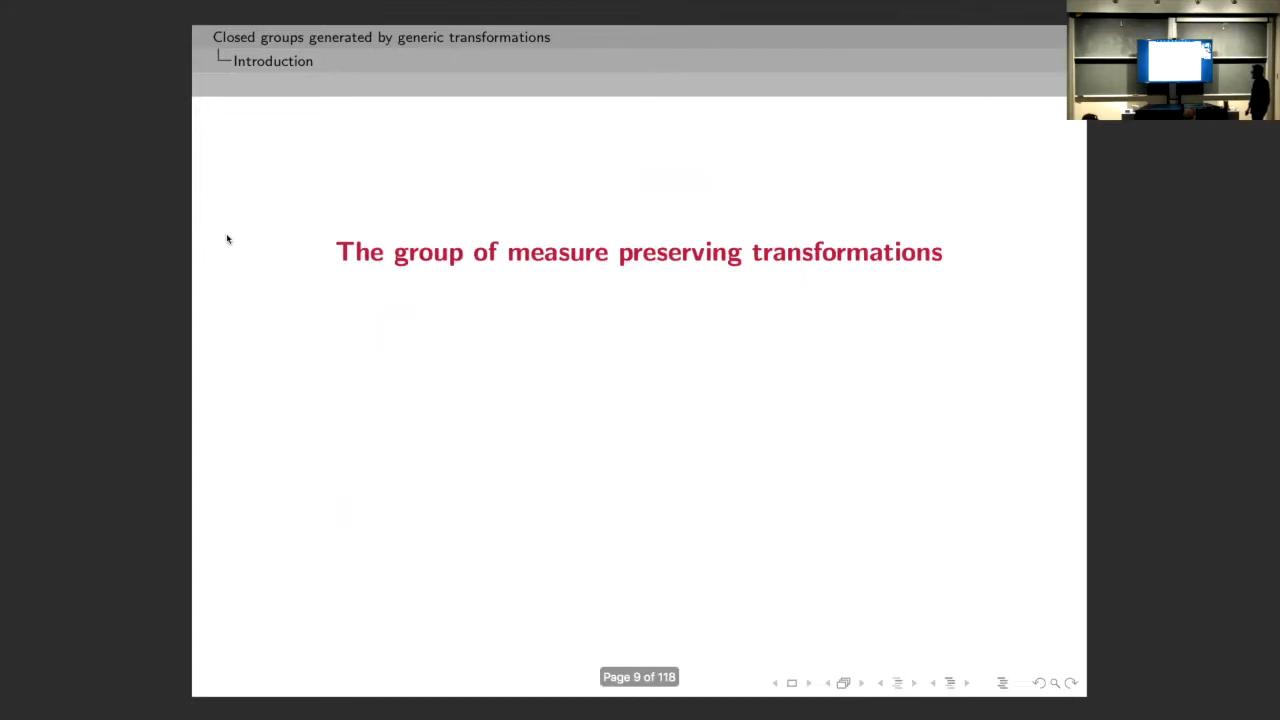 Closed groups generated by generic transformations
Introduction
The group of measure preserving transformations
Page 9 of 118